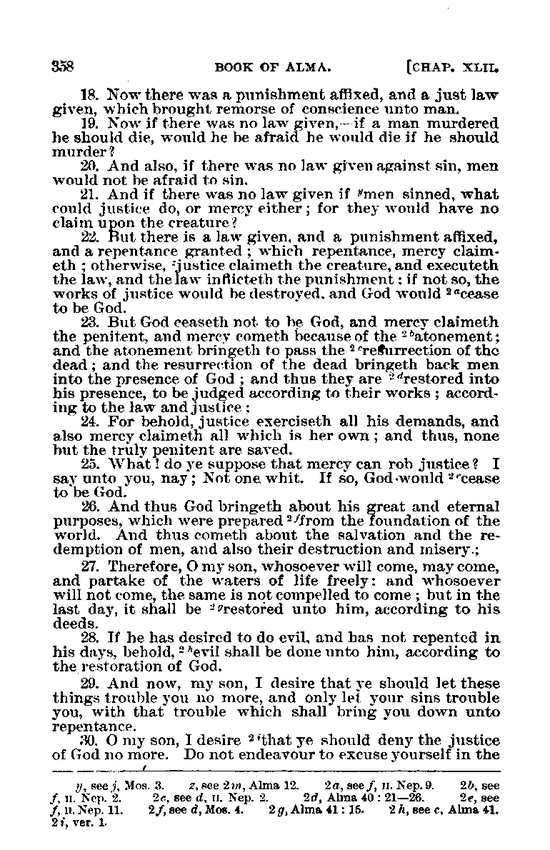 358 BOOK OF ALMA. [CHAP. XLII.
18. Now there was a punishment affixed, and a just law
given, which brought remorse of conscience unto man.
19. Now if there was no law given,—if a man murdered
he should die, would he be afraid he would die if he should
murder?
20. And also, if there was no law given against sin, men
would not be afraid to sin.
21. And if there was no law given if ʸmen sinned, what
could justice do, or mercy either; for they would have no
claim upon the creature?
22. But there is a law given, and a punishment affixed,
and a repentance granted; which repentance, mercy claim-
eth; otherwise, ᶻjustice claimeth the creature, and executeth
the law, and the law inflicteth the punishment: if not so, the
works of justice would be destroyed, and God would ²ᵃcease
to be God.
23. But God ceaseth not to be God, and mercy claimeth
the penitent, and mercy cometh because of the ²ᵇatonement;
and the atonement bringeth to pass the ²ᶜresurrection of the
dead; and the resurrection of the dead bringeth back men
into the presence of God; and thus they are ²ᵈrestored into
his presence, to be judged according to their works; accord-
ing to the law and justice;
24. For behold, justice exerciseth all his demands, and
also mercy claimeth all which is her own; and thus, none
but the truly penitent are saved.
25. What! do ye suppose that mercy can rob justice? I
say unto you, nay; Not one whit. If so, God would ²ᵉcease
to be God.
26. And thus God bringeth about his great and eternal
purposes, which were prepared ²ᶠfrom the foundation of the
world. And thus cometh about the salvation and the re-
demption of men, and also their destruction and misery.;
27. Therefore, O my son, whosoever will come, may come,
and partake of the waters of life freely: and whosoever
will not come, the same is not compelled to come; but in the
last day, it shall be ²ᵍrestored unto him, according to his
deeds.
28. If he has desired to do evil, and has not repented in
his days, behold, ²ʰevil shall be done unto him, according to
the restoration of God.
29. And now, my son, I desire that ye should let these
things trouble you no more, and only let your sins trouble
you, with that trouble which shall bring you down unto
repentance.
30. O my son, I desire ²ⁱthat ye should deny the justice
of God no more. Do not endeavour to excuse yourself in the
y, see j, Mos. 3. z, see 2m, Alma 12. 2a, see f, II. Nep. 9. 2b, see
f, II. Nep. 2. 2c, see d, II. Nep. 2. 2d, Alma 40: 21—26. 2e, see
f, II. Nep. 11. 2f, see d, Mos. 4. 2g, Alma 41: 15. 2h, see c, Alma 41.
2i, ver. 1.